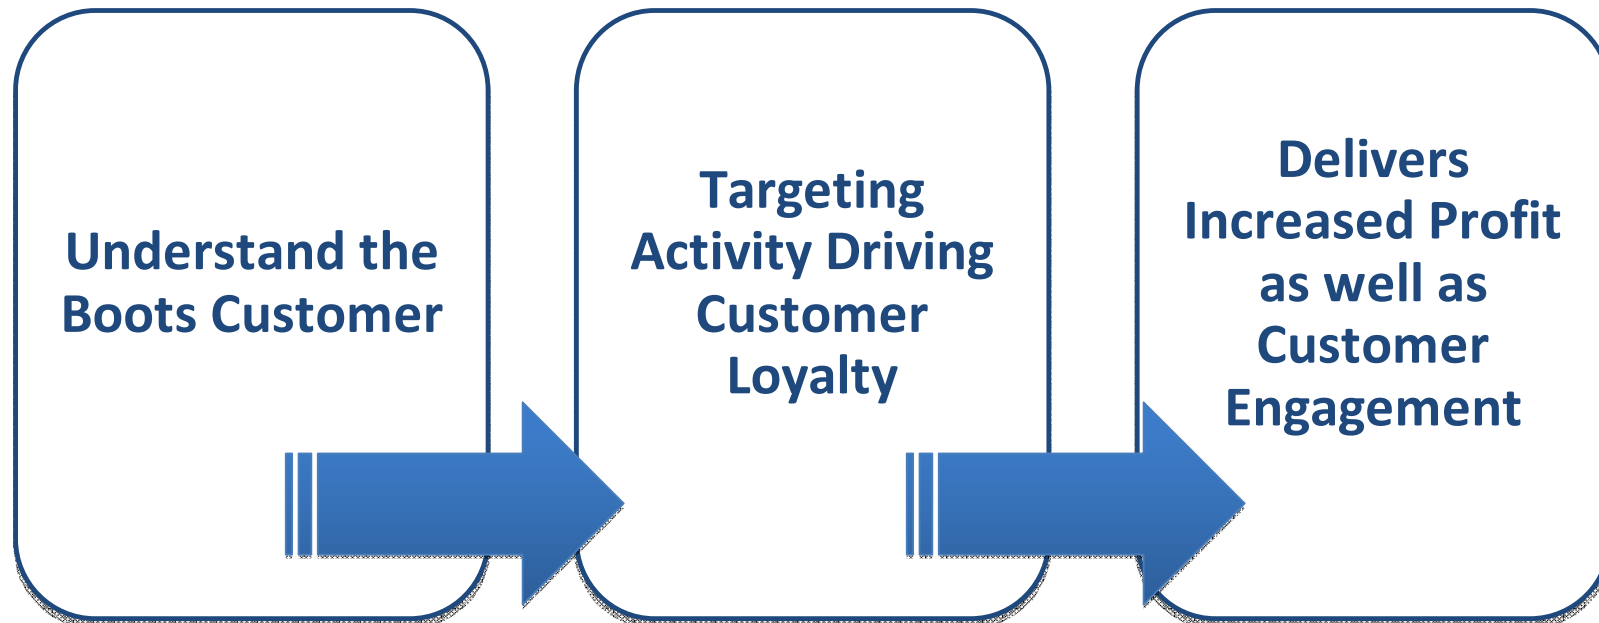 Understand the
Boots Customer
Targeting
Activity Driving
Customer
Loyalty
Delivers
Increased Profit
as well as
Customer
Engagement